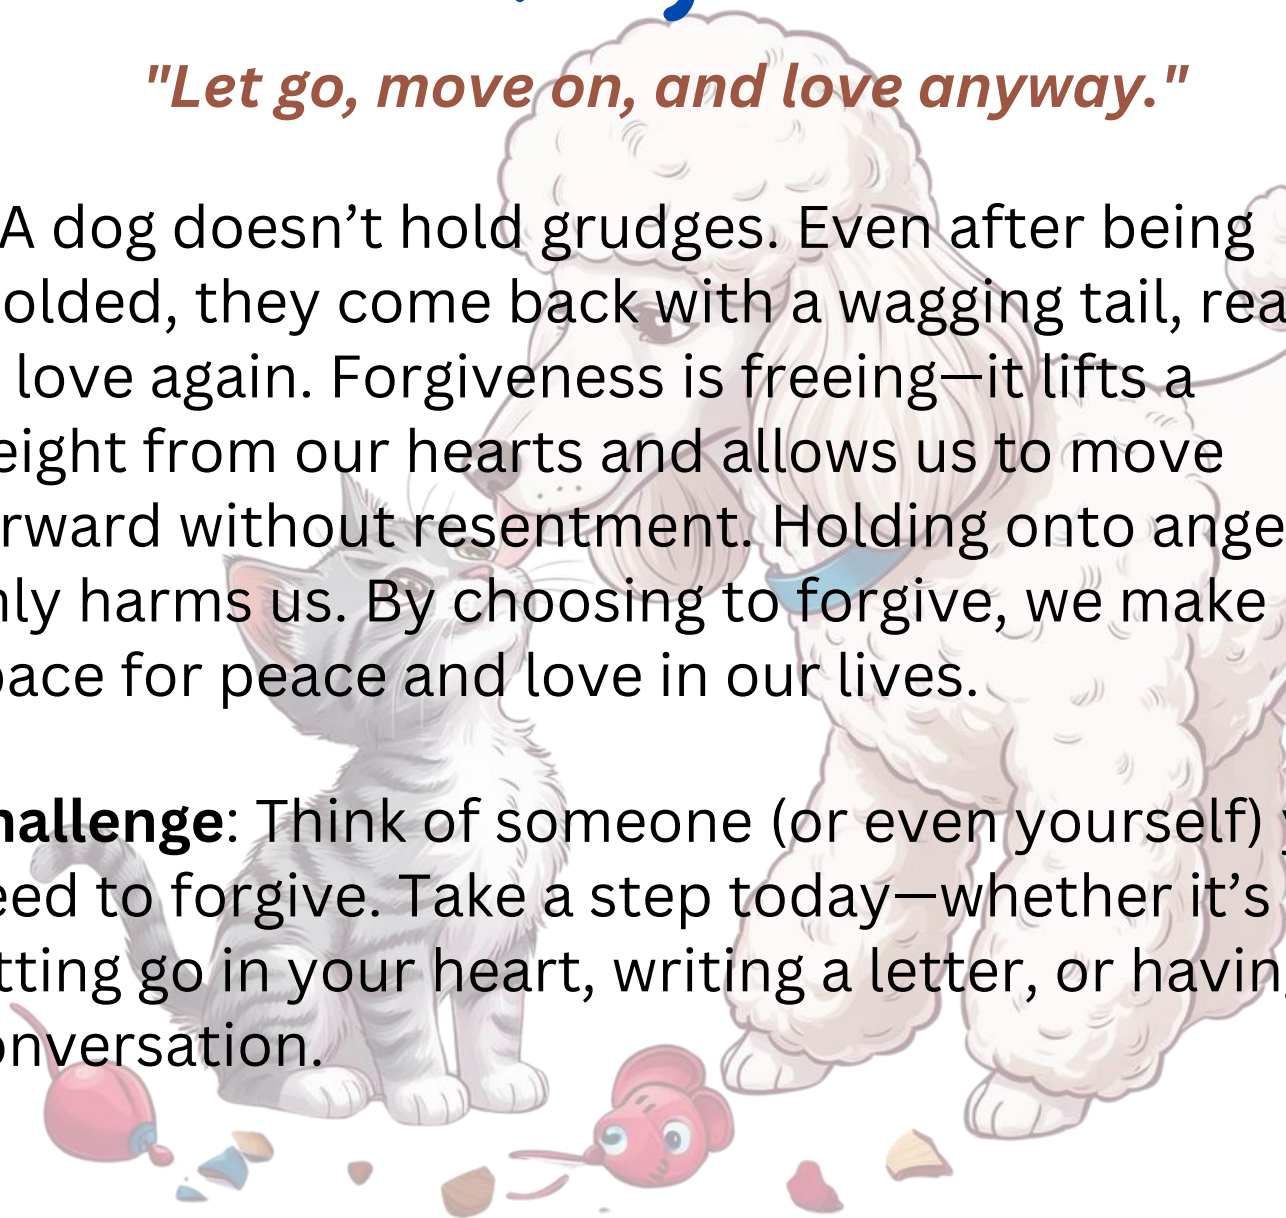 "Let go, move on, and love anyway."
A dog doesn’t hold grudges. Even after being
olded, they come back with a wagging tail, rea
love again. Forgiveness is freeing—it lifts a
eight from our hearts and allows us to move
rward without resentment. Holding onto ange
nly harms us. By choosing to forgive, we make
pace for peace and love in our lives.
hallenge: Think of someone (or even yourself) y
eed to forgive. Take a step today—whether it’s
tting go in your heart, writing a letter, or having
onversation.